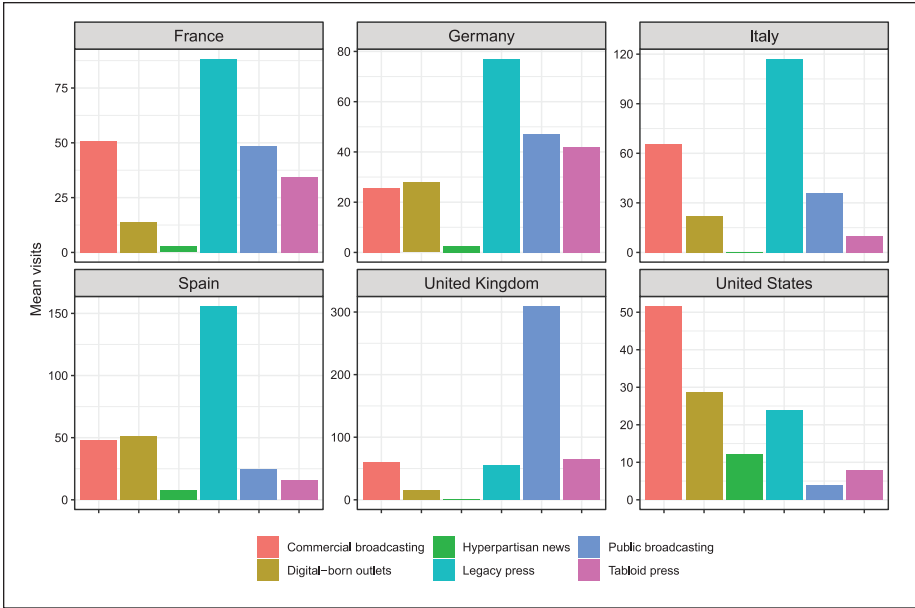 France
Germany
Italy
75
50
25
0
80
60
40
20
0
120
90
60
30
0
Mean visits
Spain
United Kingdom
United States
150
100
50
0
300
200
100
0
50
40
30
20
10
0
Commercial broadcasting
Hyperpartisan news
Public broadcasting
Digital−born outlets
Legacy press
Tabloid press